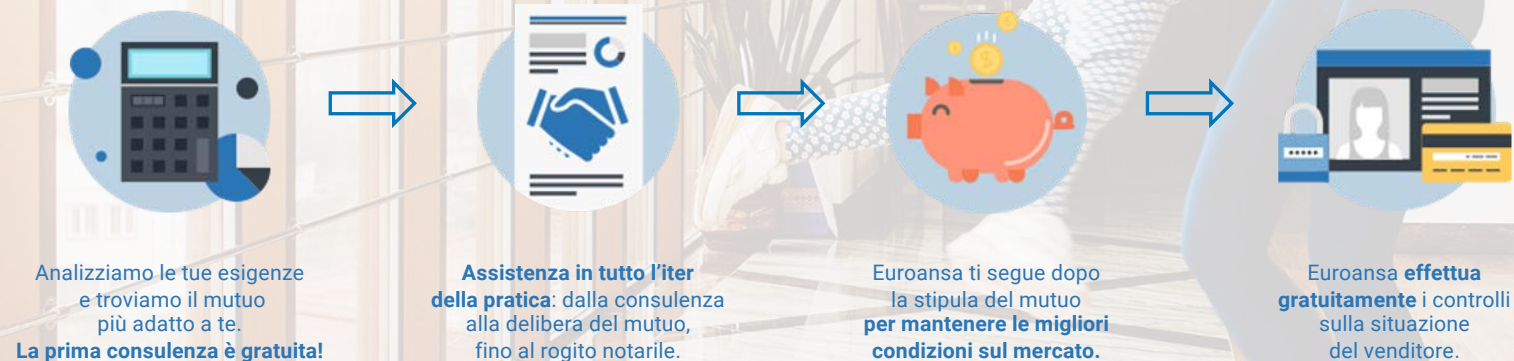 Analizziamo le tue esigenze
e troviamo il mutuo
più adatto a te.
La prima consulenza è gratuita!
Assistenza in tutto l’iter
della pratica: dalla consulenza
alla delibera del mutuo,
fino al rogito notarile.
Euroansa ti segue dopo
la stipula del mutuo
per mantenere le migliori
condizioni sul mercato.
Euroansa effettua
gratuitamente i controlli
sulla situazione
del venditore.